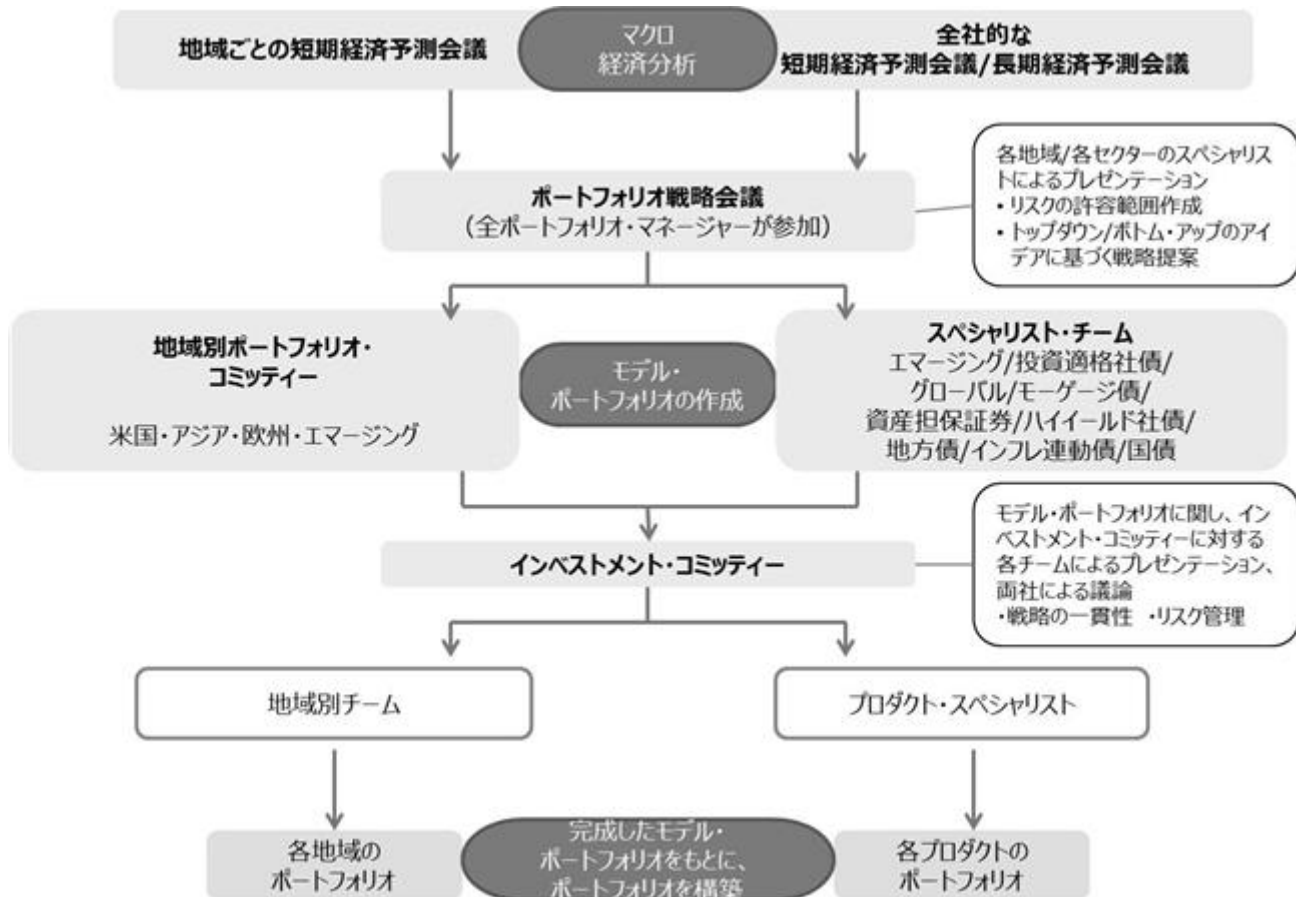 地域ごとの短期経済予測会議
マクロ
経済分析
全社的な
短期経済予測会議/長期経済予測会議
各地域/各セクターのスペシャリス
トによるプレゼンテーション
• リスクの許容範囲作成
• トップダウン/ボトム・アップのアイ
デアに基づく戦略提案
ポートフォリオ戦略会議
（全ポートフォリオ・マネージャーが参加）
地域別ポートフォリオ・
コミッティー
米国・アジア・欧州・エマージング
モデル・
ポートフォリオの作成
スペシャリスト・チーム
エマージング/投資適格社債/
グローバル/モーゲージ債/
資産担保証券/ハイイールド社債/
地方債/インフレ連動債/国債
モデル・ポートフォリオに関し、イン
ベストメント・コミッティーに対する
各チームによるプレゼンテーション、
両社による議論
・戦略の一貫性 ・リスク管理
インベストメント・コミッティー
地域別チーム
プロダクト・スペシャリスト
各地域の
ポートフォリオ
完成したモデル・
ポートフォリオをもとに、
ポートフォリオを構築
各プロダクトの
ポートフォリオ